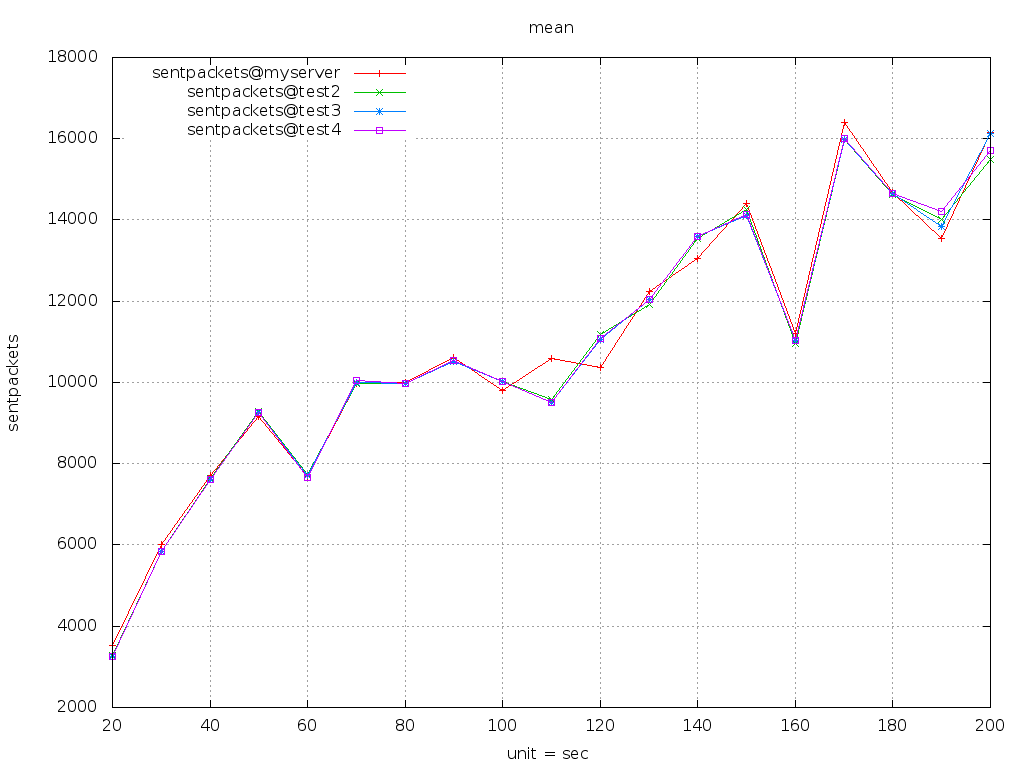 mean
18000
16000
14000
12000
10000
8000
6000
4000
2000
sentpackets@myserver
sentpackets@test2
sentpackets@test3
sentpackets@test4
sentpackets
20 40 60 80 100 120 140 160 180 200
unit = sec